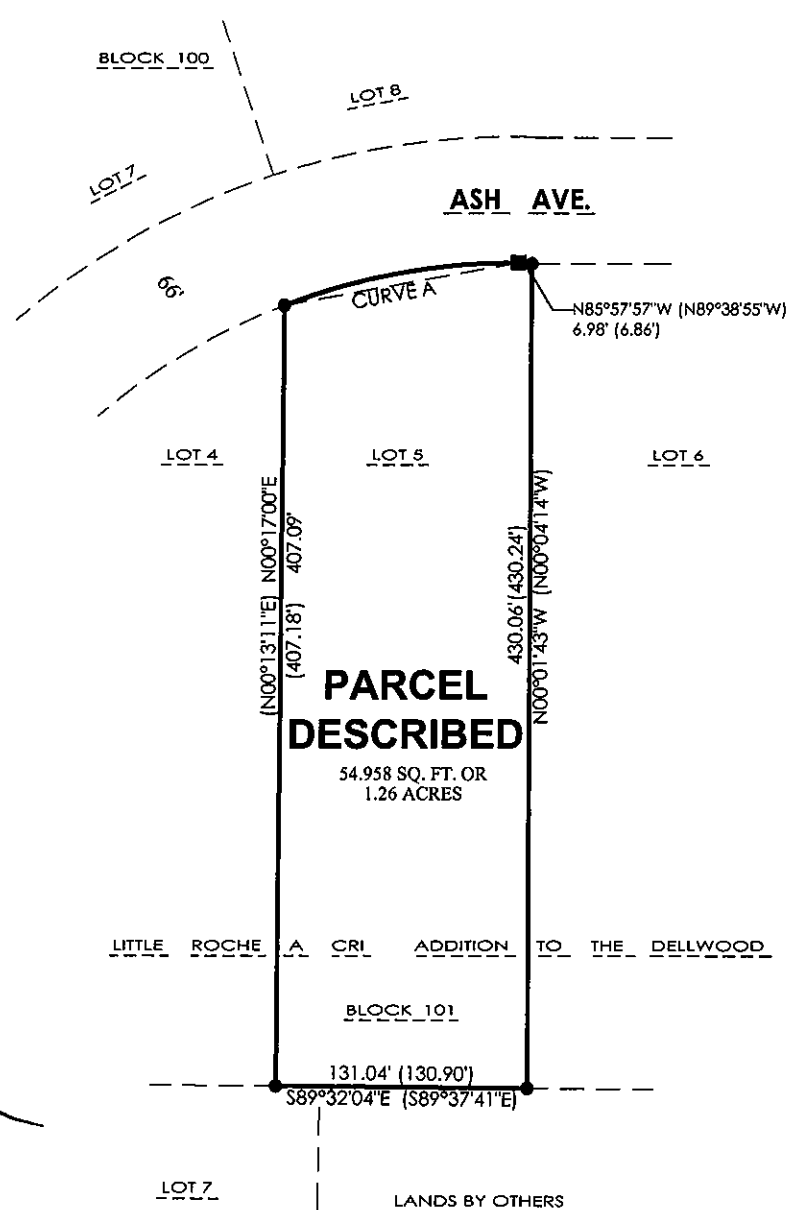 BLOCK 100
LOT 8
LOT 7
ASH AVE.
66'
CURVE A
N85°57'57"W (N89°38'55"W)
6.98' (6.86')
LOT 4
LOT 5
LOT 6
(N00°13'11"E) N00°17'00"E
(407.18') 407.09'
430.06' (430.24')
N00°01'43"W (N00°04'14"W)
PARCEL
DESCRIBED
54.958 SQ. FT. OR
1.26 ACRES
LITTLE ROCHE A CRI ADDITION TO THE DELLWOOD
BLOCK 101
131.04' (130.90')
S89°32'04"E (S89°37'41"E)
LOT 7
LANDS BY OTHERS